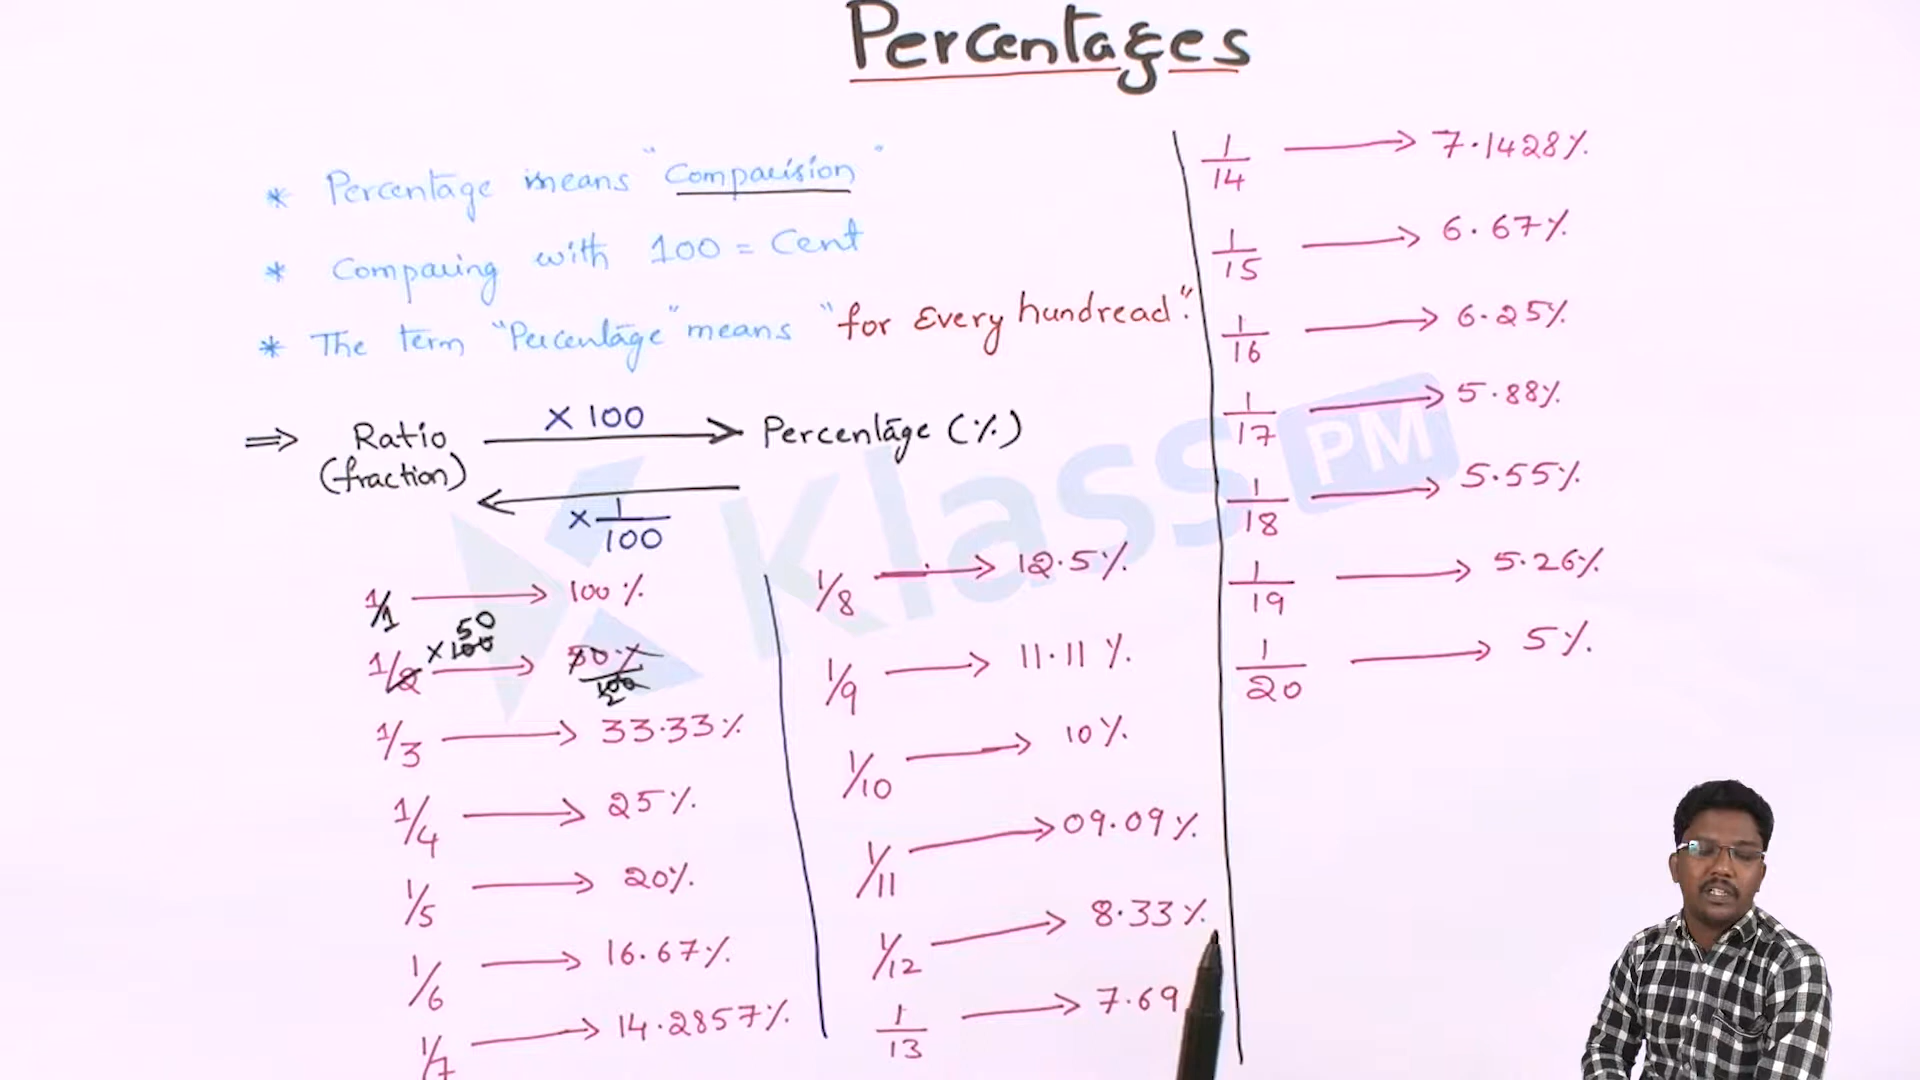 Percentages
* Percentage means "Comparision"
* Comparing with 100 = Cent
* The term "Percentage" means "for Every hundread".
⇒ Ratio (fraction) × 100 → Percentage (%)
← × 1/100
1/1 → 100 %
1/2 × 100 50 → 50 % / 100 2
1/3 → 33.33 %
1/4 → 25 %
1/5 → 20%
1/6 → 16.67 %
1/7 → 14.2857 %
1/8 → 12.5 %
1/9 → 11.11 %
1/10 → 10 %
1/11 → 09.09 %
1/12 → 8.33 %
1/13 → 7.69
1/14 → 7.1428 %
1/15 → 6.67 %
1/16 → 6.25 %
1/17 → 5.88 %
1/18 → 5.55 %
1/19 → 5.26 %
1/20 → 5 %
Klass PM